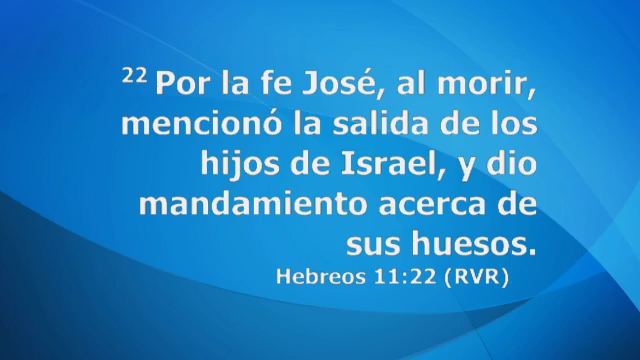 22 Por la fe José, al morir,
mencionó la salida de los
hijos de Israel, y dio
mandamiento acerca de
sus huesos.
Hebreos 11:22 (RVR)